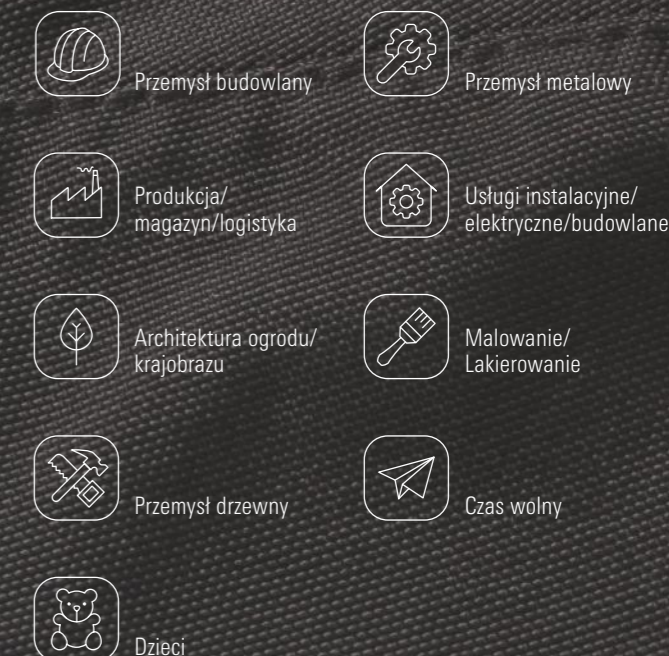 Przemysł budowlany
Przemysł metalowy
Produkcja/
magazyn/logistyka
Usługi instalacyjne/
elektryczne/budowlane
Architektura ogrodu/
krajobrazu
Malowanie/
Lakierowanie
Przemysł drzewny
Czas wolny
Dzieci